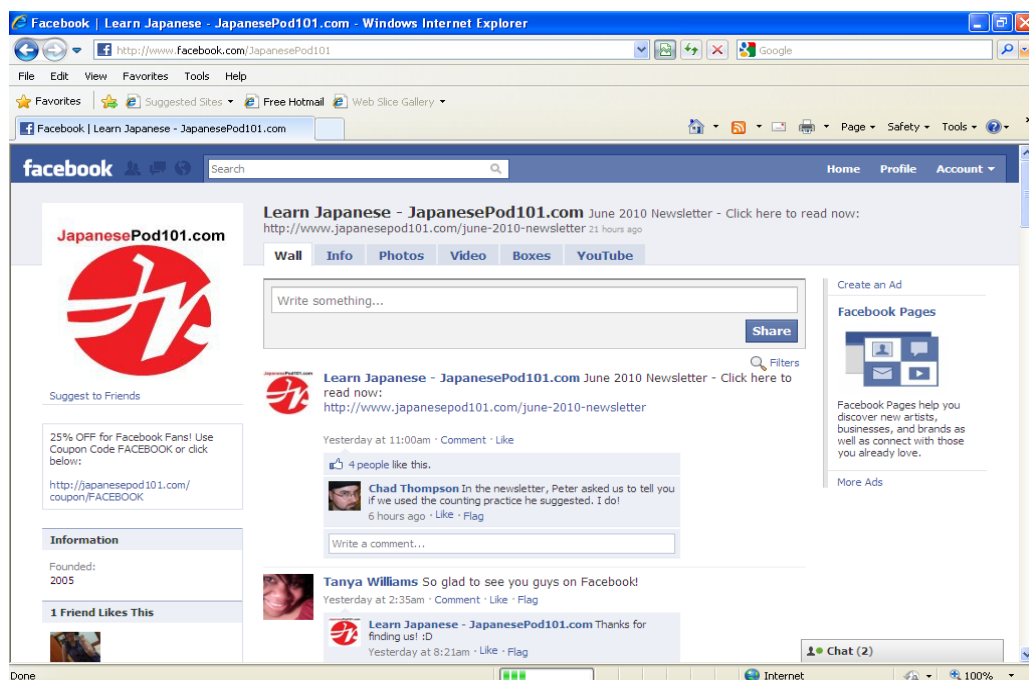 Facebook | Learn Japanese - JapanesePod101.com - Windows Internet Explorer
http://www.facebook.com/JapanesePod101
Google
File Edit View Favorites Tools Help
Favorites Suggested Sites Free Hotmail Web Slice Gallery
Facebook | Learn Japanese - JapanesePod101.com
Page Safety Tools
facebook
Search
Home Profile Account
JapanesePod101.com
Suggest to Friends
25% OFF for Facebook Fans! Use
Coupon Code FACEBOOK or click
below:
http://japanesepod101.com/
coupon/FACEBOOK
Information
Founded:
2005
1 Friend Likes This
Learn Japanese - JapanesePod101.com June 2010 Newsletter - Click here to read now:
http://www.japanesepod101.com/june-2010-newsletter 21 hours ago
Wall Info Photos Video Boxes YouTube
Write something...
Share
Filters
Learn Japanese - JapanesePod101.com June 2010 Newsletter - Click here to
read now:
http://www.japanesepod101.com/june-2010-newsletter
Yesterday at 11:00am · Comment · Like
4 people like this.
Chad Thompson In the newsletter, Peter asked us to tell you
if we used the counting practice he suggested. I do!
6 hours ago · Like · Flag
Write a comment...
Tanya Williams So glad to see you guys on Facebook!
Yesterday at 2:35am · Comment · Like · Flag
Learn Japanese - JapanesePod101.com Thanks for
finding us! :D
Yesterday at 8:21am · Like · Flag
Create an Ad
Facebook Pages
Facebook Pages help you
discover new artists,
businesses, and brands as
well as connect with those
you already love.
More Ads
Chat (2)
Done
Internet
100%